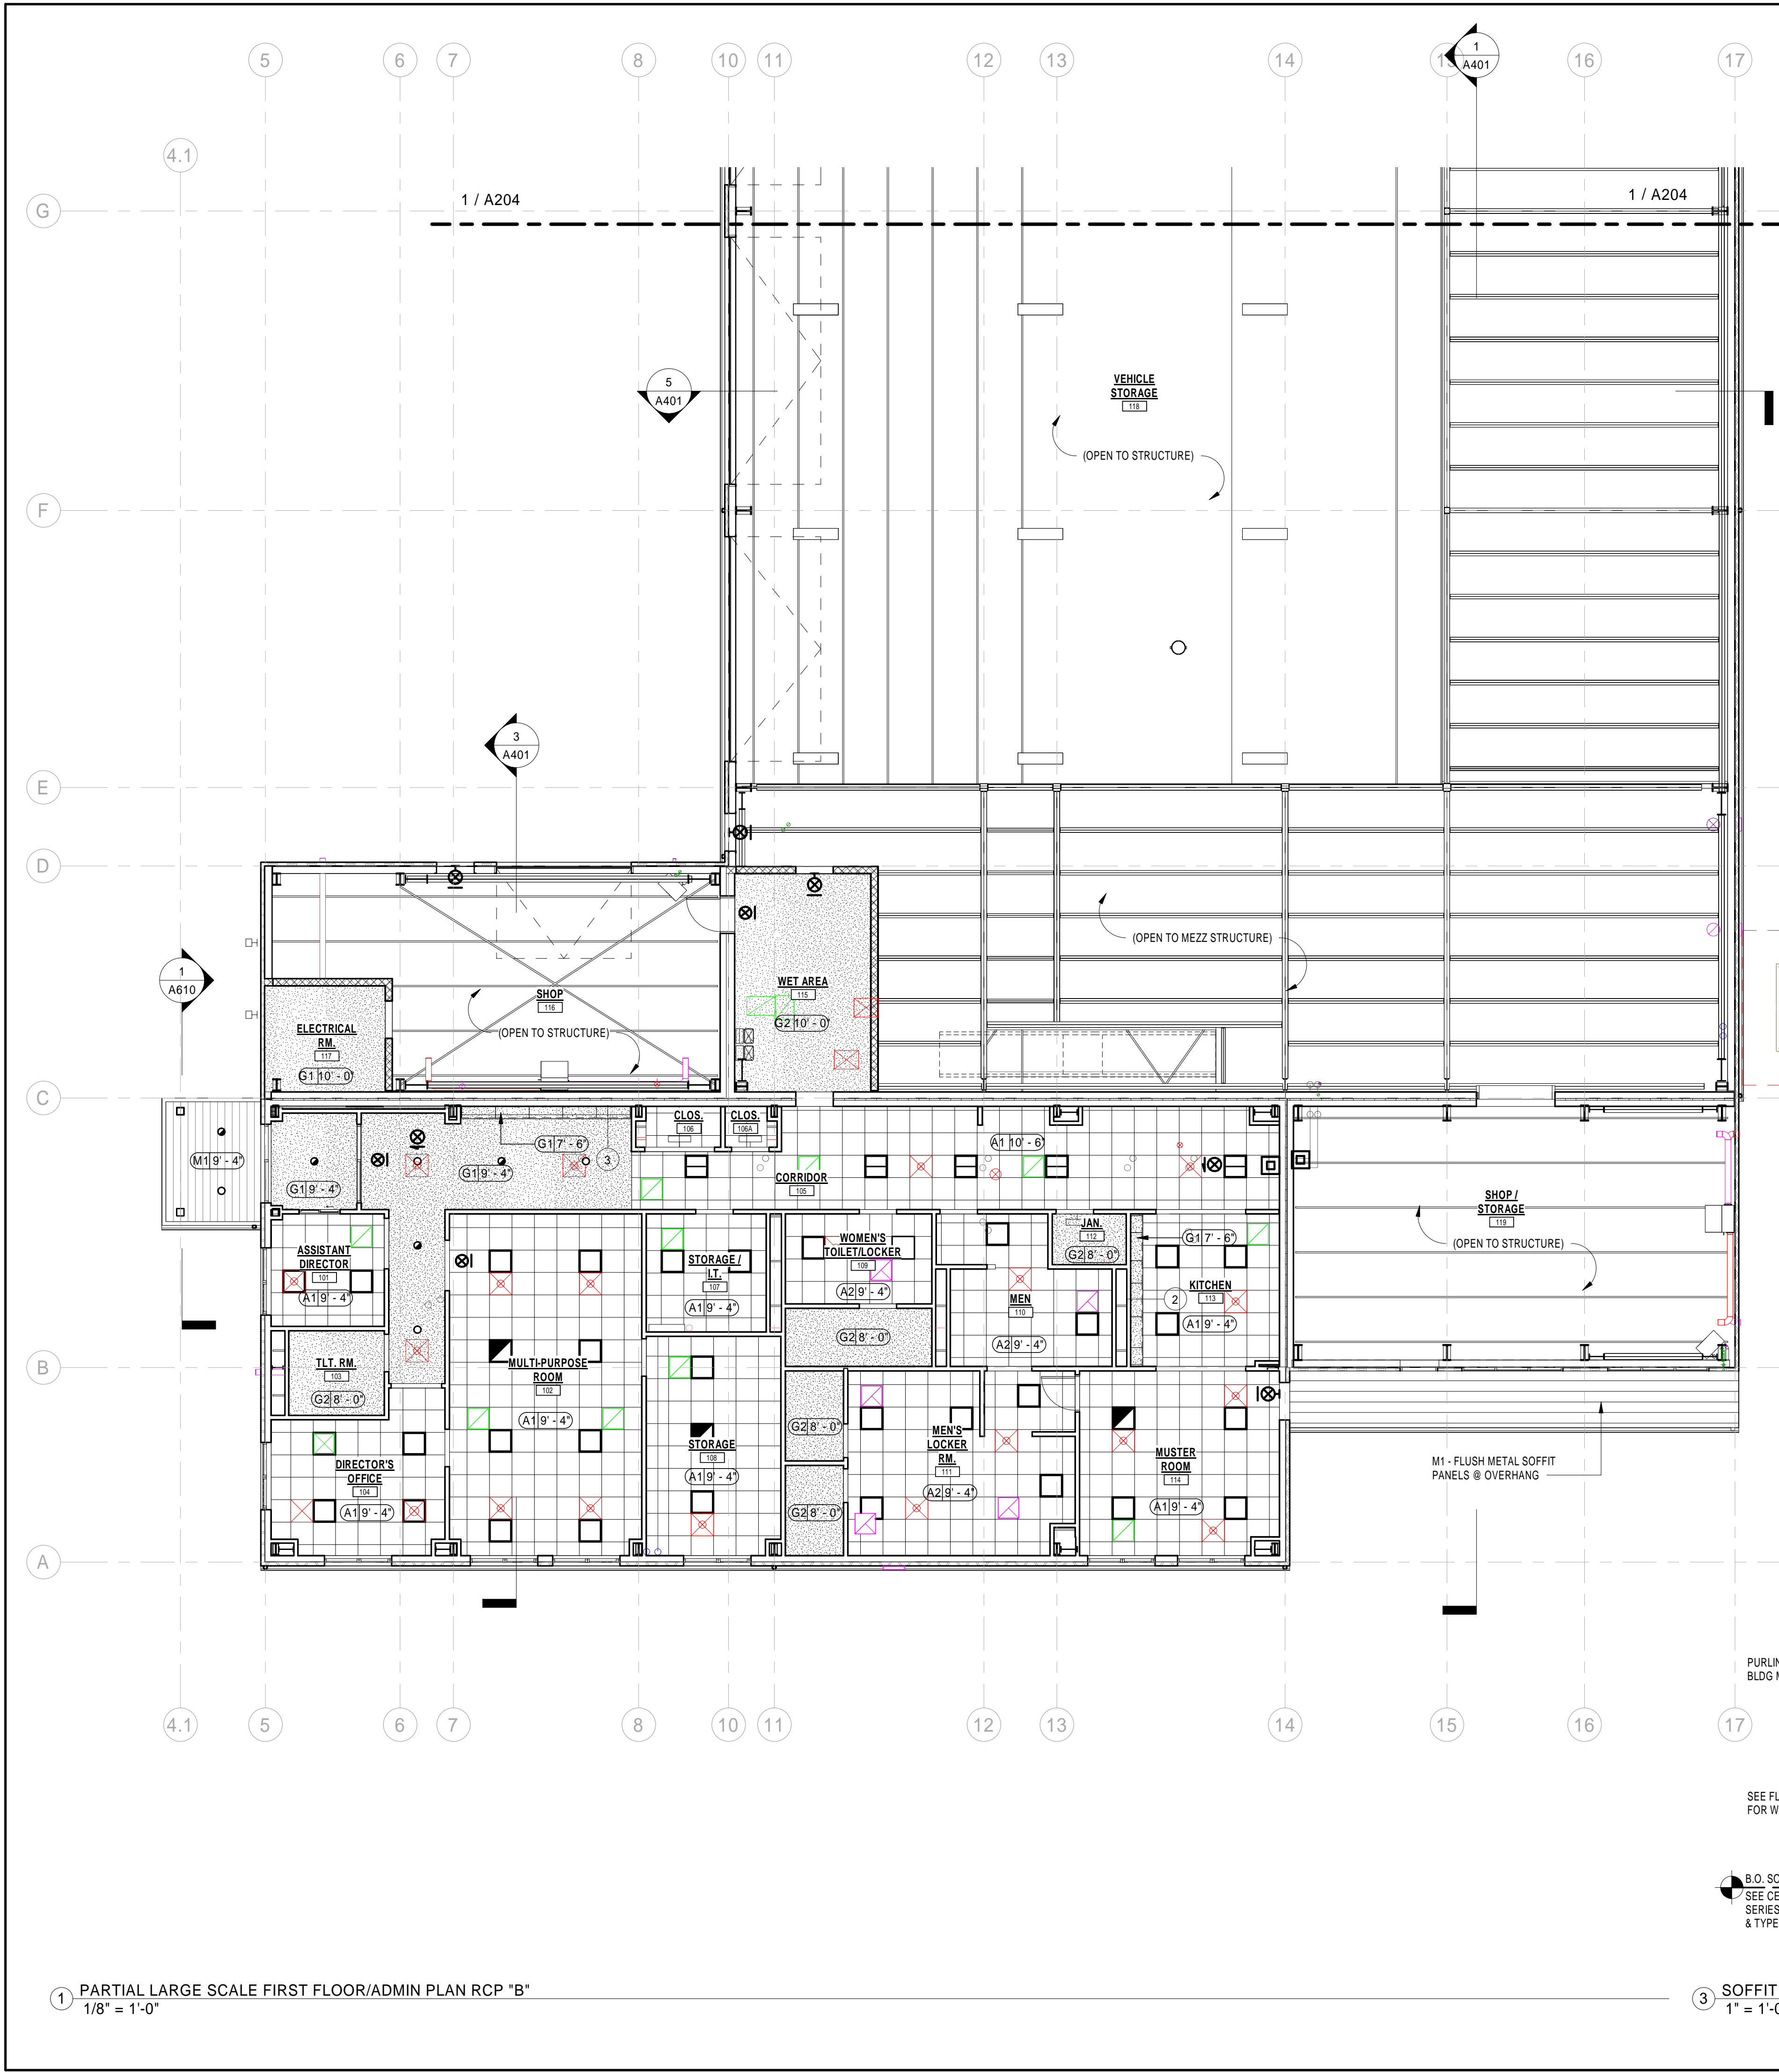 5
6
7
8
10
11
12
13
14
16
17
1
A401
4.1
G
1 / A204
1 / A204
5
A401
VEHICLE
STORAGE
118
(OPEN TO STRUCTURE)
F
3
A401
E
D
1
A610
SHOP
116
(OPEN TO STRUCTURE)
WET AREA
115
G2 10' - 0"
(OPEN TO MEZZ STRUCTURE)
ELECTRICAL
RM.
117
G1 10' - 0"
C
M1 9' - 4"
G1 9' - 4"
G1 9' - 4"
G1 7' - 6"
3
CLOS.
106
CLOS.
106A
A1 10' - 6"
CORRIDOR
105
SHOP /
STORAGE
119
(OPEN TO STRUCTURE)
ASSISTANT
DIRECTOR
101
A1 9' - 4"
STORAGE /
I.T.
107
A1 9' - 4"
WOMEN'S
TOILET/LOCKER
109
A2 9' - 4"
JAN.
112
G2 8' - 0"
G1 7' - 6"
MEN
110
A2 9' - 4"
2
KITCHEN
113
A1 9' - 4"
G2 8' - 0"
B
TLT. RM.
103
G2 8' - 0"
MULTI-PURPOSE
ROOM
102
A1 9' - 4"
STORAGE
108
A1 9' - 4"
G2 8' - 0"
G2 8' - 0"
MEN'S
LOCKER
RM.
111
A2 9' - 4"
MUSTER
ROOM
114
A1 9' - 4"
DIRECTOR'S
OFFICE
104
A1 9' - 4"
M1 - FLUSH METAL SOFFIT
PANELS @ OVERHANG
A
4.1
5
6
7
8
10
11
12
13
14
15
16
17
SEE
FOR
B.O.
SEE
SERIES
& TYPE
1
PARTIAL LARGE SCALE FIRST FLOOR/ADMIN PLAN RCP "B"
1/8" = 1'-0"
3
SOFFIT
1" = 1'-0